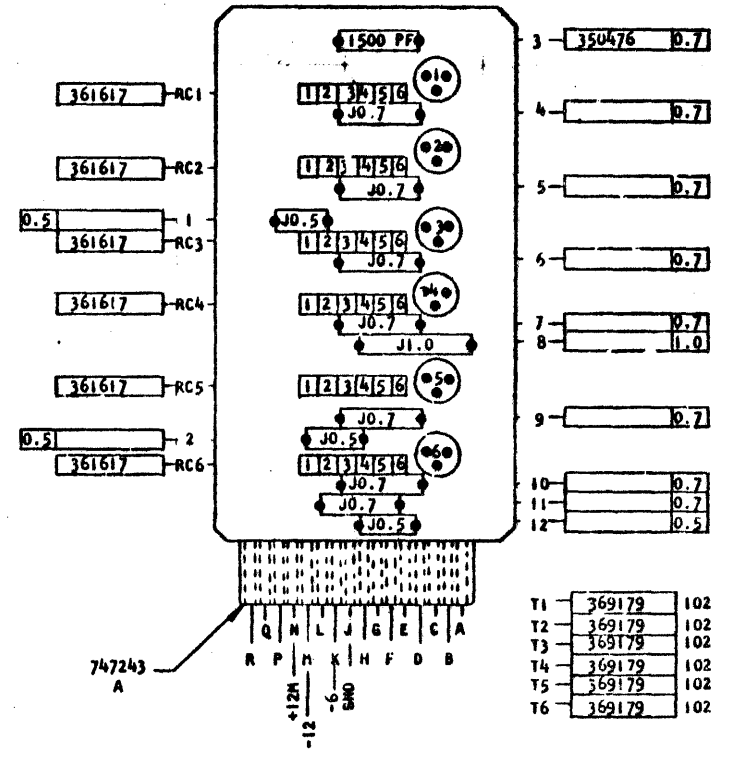 1500 PF 3 350476 0.7
361617 RC1 1 2 3 4 5 6 1
J0.7 4 0.7
361617 RC2 1 2 3 4 5 6 2
J0.7 5 0.7
0.5 1 J0.5
361617 RC3 1 2 3 4 5 6 3
J0.7 6 0.7
361617 RC4 1 2 3 4 5 6 T4
J0.7 7 0.7
J1.0 8 1.0
361617 RC5 1 2 3 4 5 6 5
J0.7 9 0.7
0.5 2 J0.5
361617 RC6 1 2 3 4 5 6 6
J0.7 10 0.7
J0.7 11 0.7
J0.5 12 0.5
Q N L J G E C A
R P M K H F D B
747243
A
+12M
-12
-6
GND
T1 369179 102
T2 369179 102
T3 369179 102
T4 369179 102
T5 369179 102
T6 369179 102